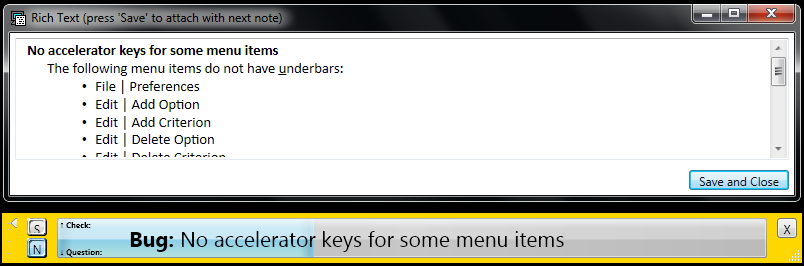 Rich Text (press 'Save' to attach with next note)
No accelerator keys for some menu items
The following menu items do not have underbars:
• File | Preferences
• Edit | Add Option
• Edit | Add Criterion
• Edit | Delete Option
• Edit | Delete Criterion
Save and Close
S
N
↑ Check:
Bug: No accelerator keys for some menu items
↓ Question:
X